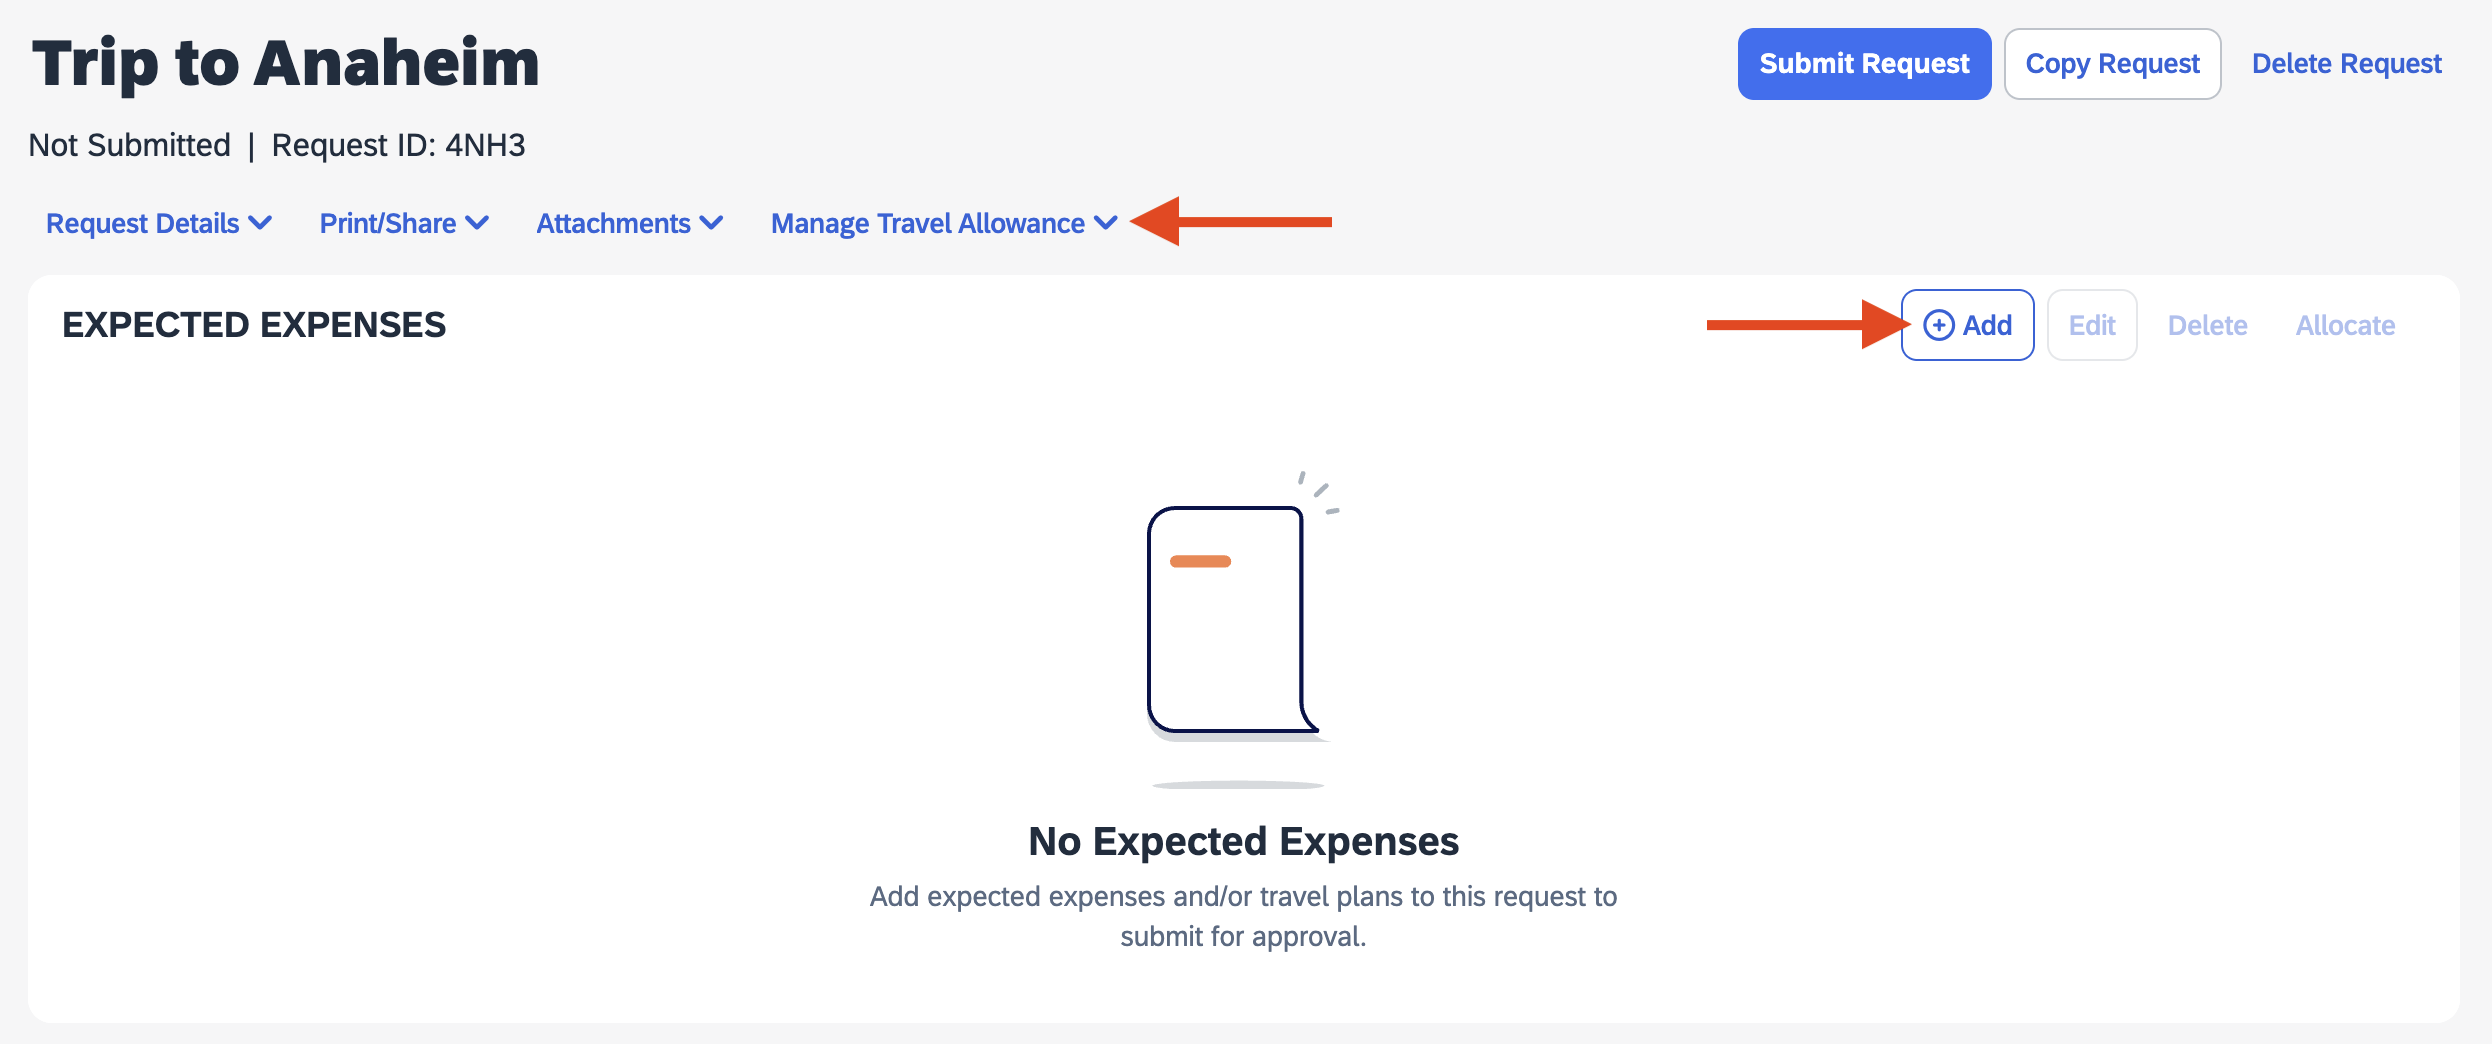 Trip to Anaheim
Submit Request
Copy Request
Delete Request
Not Submitted | Request ID: 4NH3
Request Details
Print/Share
Attachments
Manage Travel Allowance
EXPECTED EXPENSES
Add
Edit
Delete
Allocate
No Expected Expenses
Add expected expenses and/or travel plans to this request to
submit for approval.